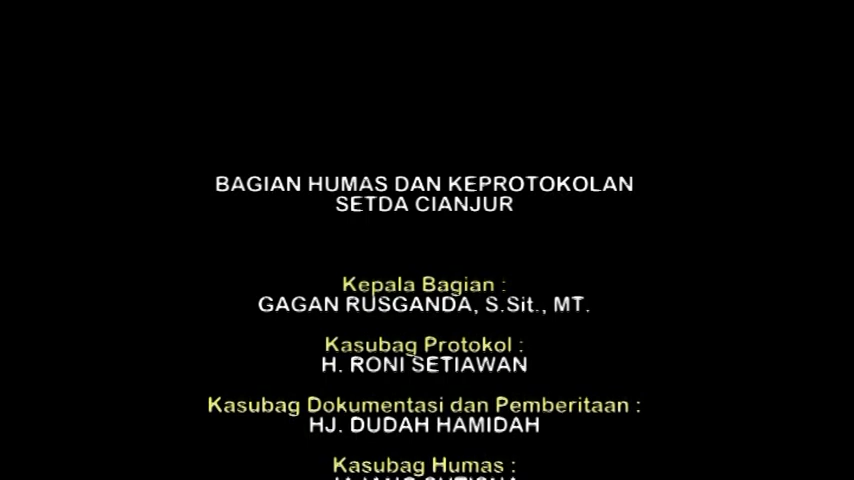 BAGIAN HUMAS DAN KEPROTOKOLAN
SETDA CIANJUR
Kepala Bagian :
GAGAN RUSGANDA, S.Sit., MT.
Kasubag Protokol :
H. RONI SETIAWAN
Kasubag Dokumentasi dan Pemberitaan :
HJ. DUDAH HAMIDAH
Kasubag Humas :